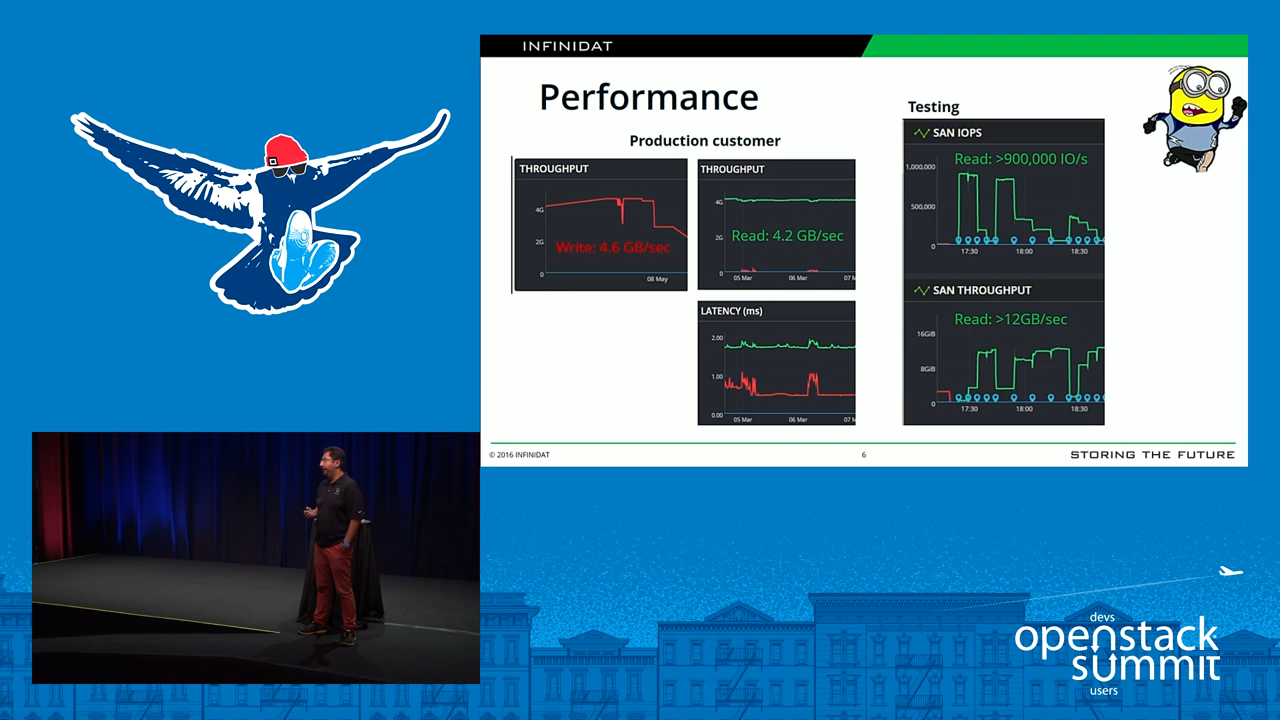 INFINIDAT
Performance
Production customer
THROUGHPUT
4G
2G
0
Write: 4.6 GB/sec
08 May
THROUGHPUT
4G
2G
0
Read: 4.2 GB/sec
05 Mar
06 Mar
07 M
LATENCY (ms)
2.00
1.00
0.00
05 Mar
06 Mar
07 M
Testing
SAN IOPS
Read: >900,000 IO/s
1,000,000
500,000
0
17:30
18:00
18:30
SAN THROUGHPUT
Read: >12GB/sec
16GiB
8GiB
0
17:30
18:00
18:30
© 2016 INFINIDAT
6
STORING THE FUTURE
devs
openstack
summit
users